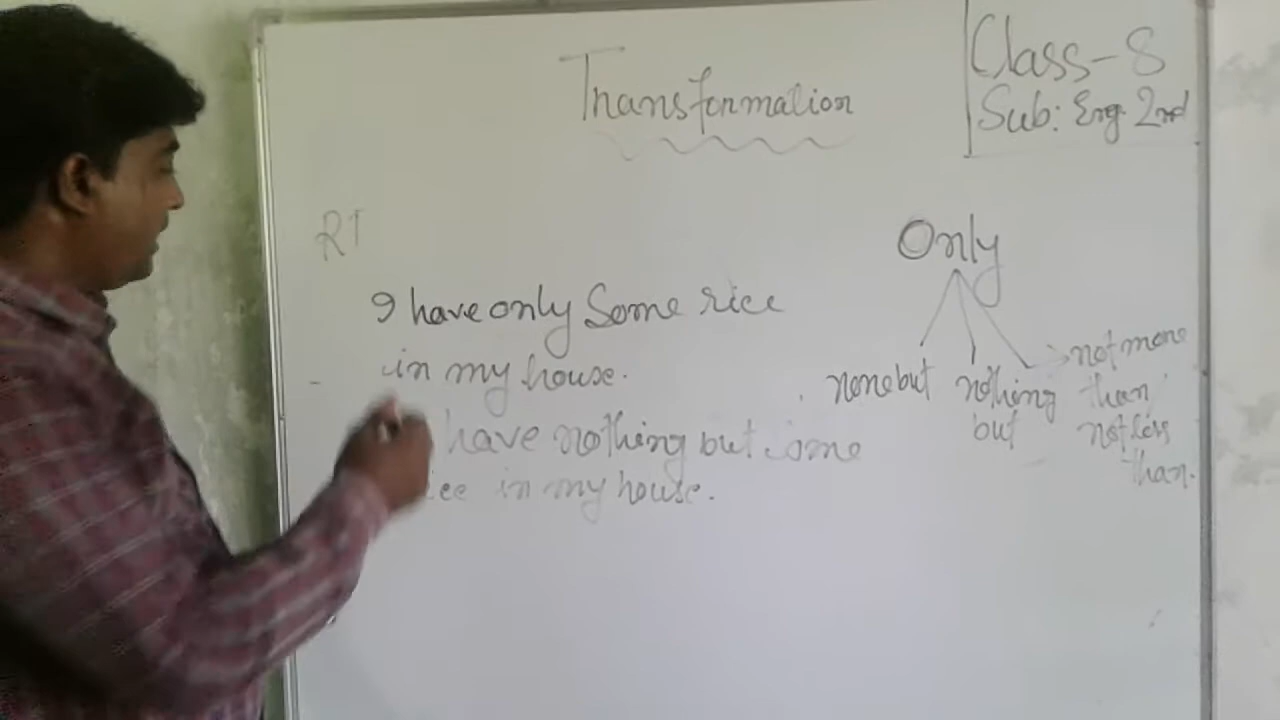 Transformation
Class-8
Sub: Eng. 2nd
I have only Some rice
in my house.
have nothing but some
in my house.
Only
none but
nothing
but
not more
than
not less
than.